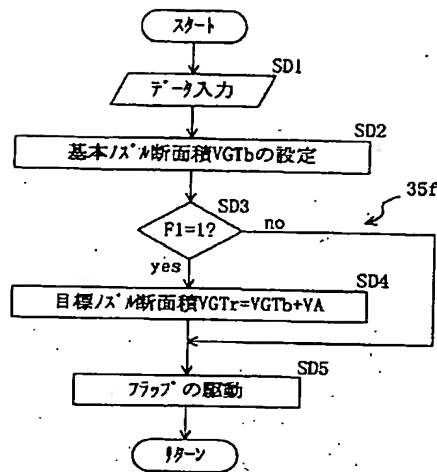 スタート
SD1
データ入力
SD2
基本ノズル断面積VGTbの設定
35f
SD3
F1=1?
no
yes
SD4
目標ノズル断面積VGTr=VGTb+VA
SD5
フラップの駆動
リターン